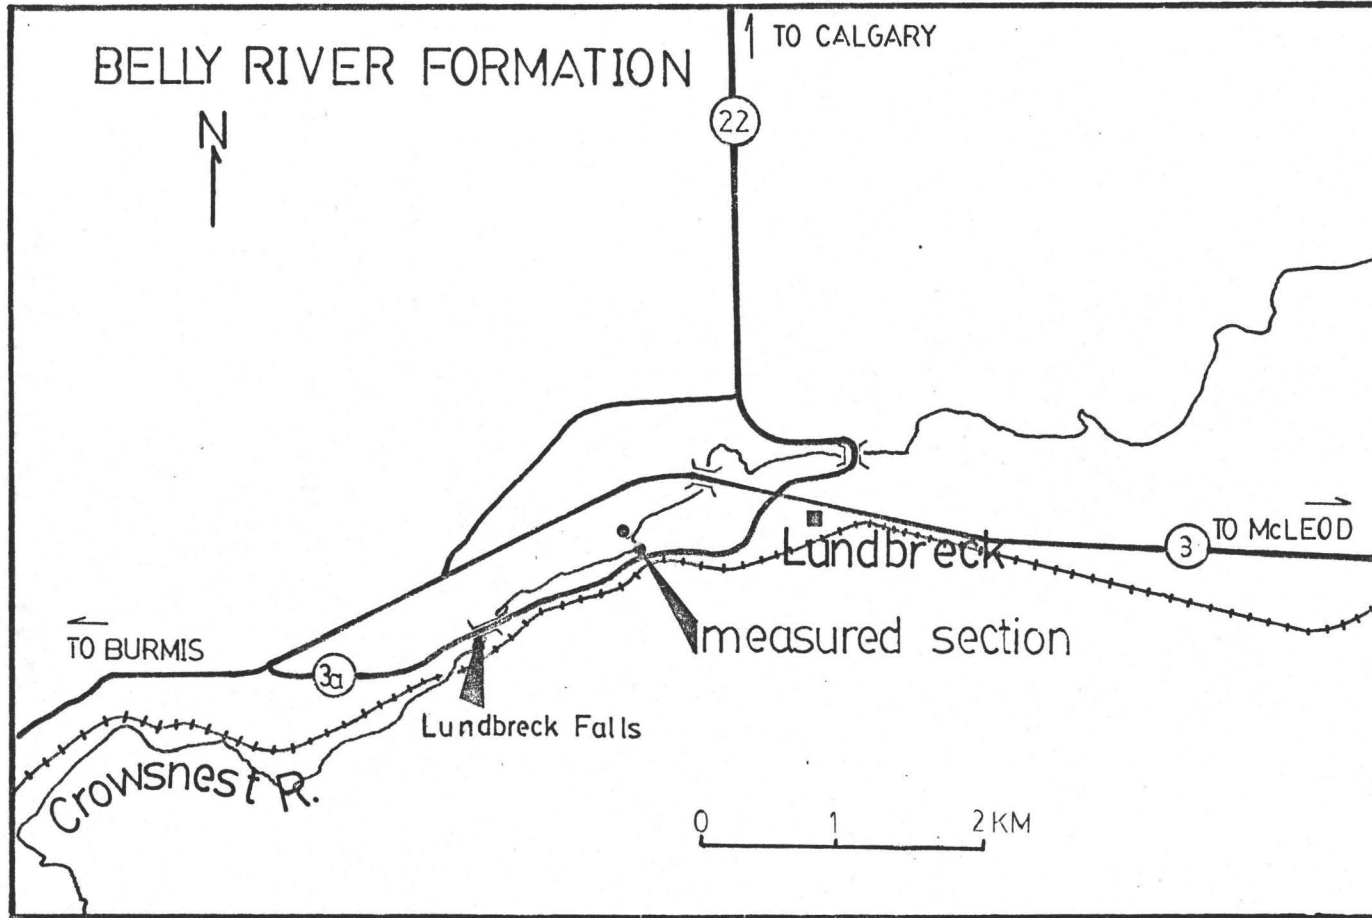 BELLY RIVER FORMATION
TO CALGARY
N
22
Lundbreck
3
TO McLEOD
measured section
TO BURMIS
3a
Lundbreck Falls
Crowsnest R.
0 1 2 KM